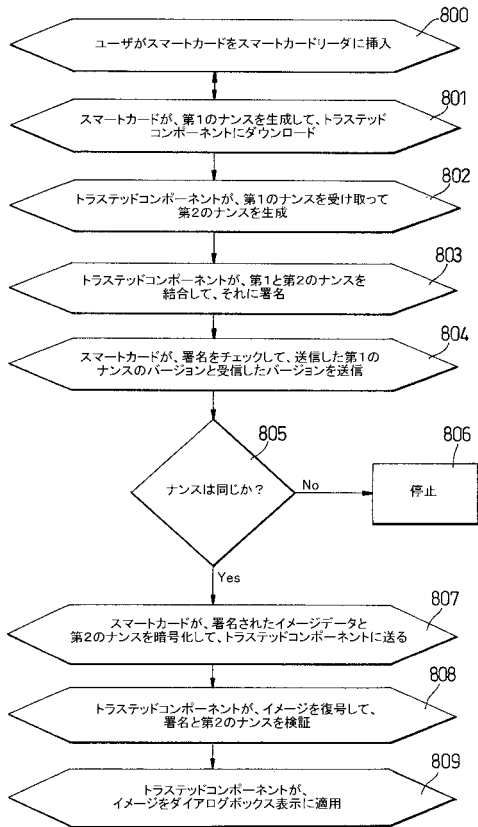 800
ユーザがスマートカードをスマートカードリーダに挿入
801
スマートカードが、第1のナンスを生成して、トラステッド
コンポーネントにダウンロード
802
トラステッドコンポーネントが、第1のナンスを受け取って
第2のナンスを生成
803
トラステッドコンポーネントが、第1と第2のナンスを
結合して、それに署名
804
スマートカードが、署名をチェックして、送信した第1の
ナンスのバージョンと受信したバージョンを送信
805
ナンスは同じか？
No
806
停止
Yes
807
スマートカードが、署名されたイメージデータと
第2のナンスを暗号化して、トラステッドコンポーネントに送る
808
トラステッドコンポーネントが、イメージを復号して、
署名と第2のナンスを検証
809
トラステッドコンポーネントが、
イメージをダイアログボックス表示に適用